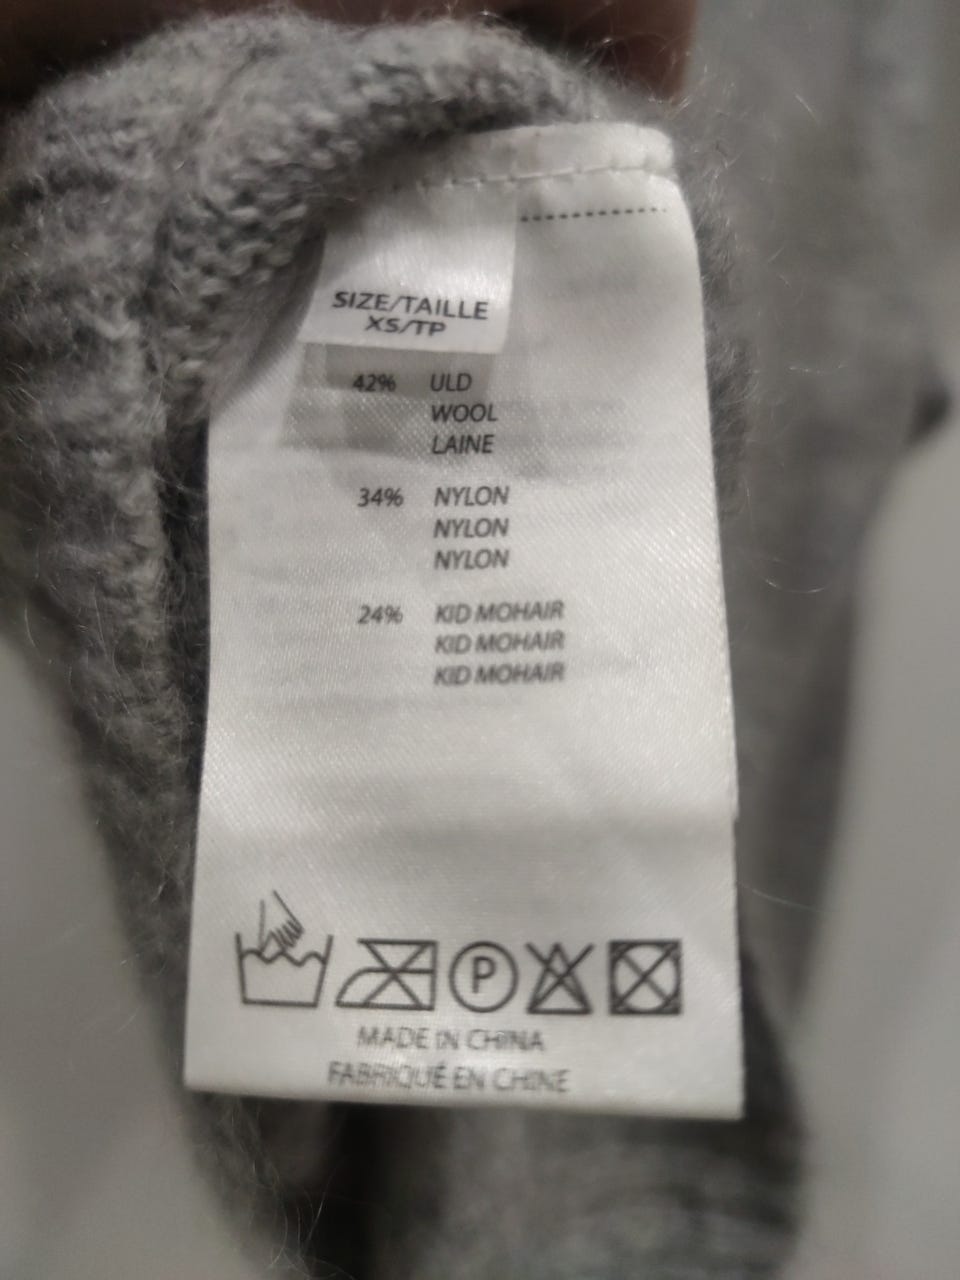 SIZE/TAILLE
XS/TP
42% ULD
WOOL
LAINE
34% NYLON
NYLON
NYLON
24% KID MOHAIR
KID MOHAIR
KID MOHAIR
P
MADE IN CHINA
FABRIQUÉ EN CHINE